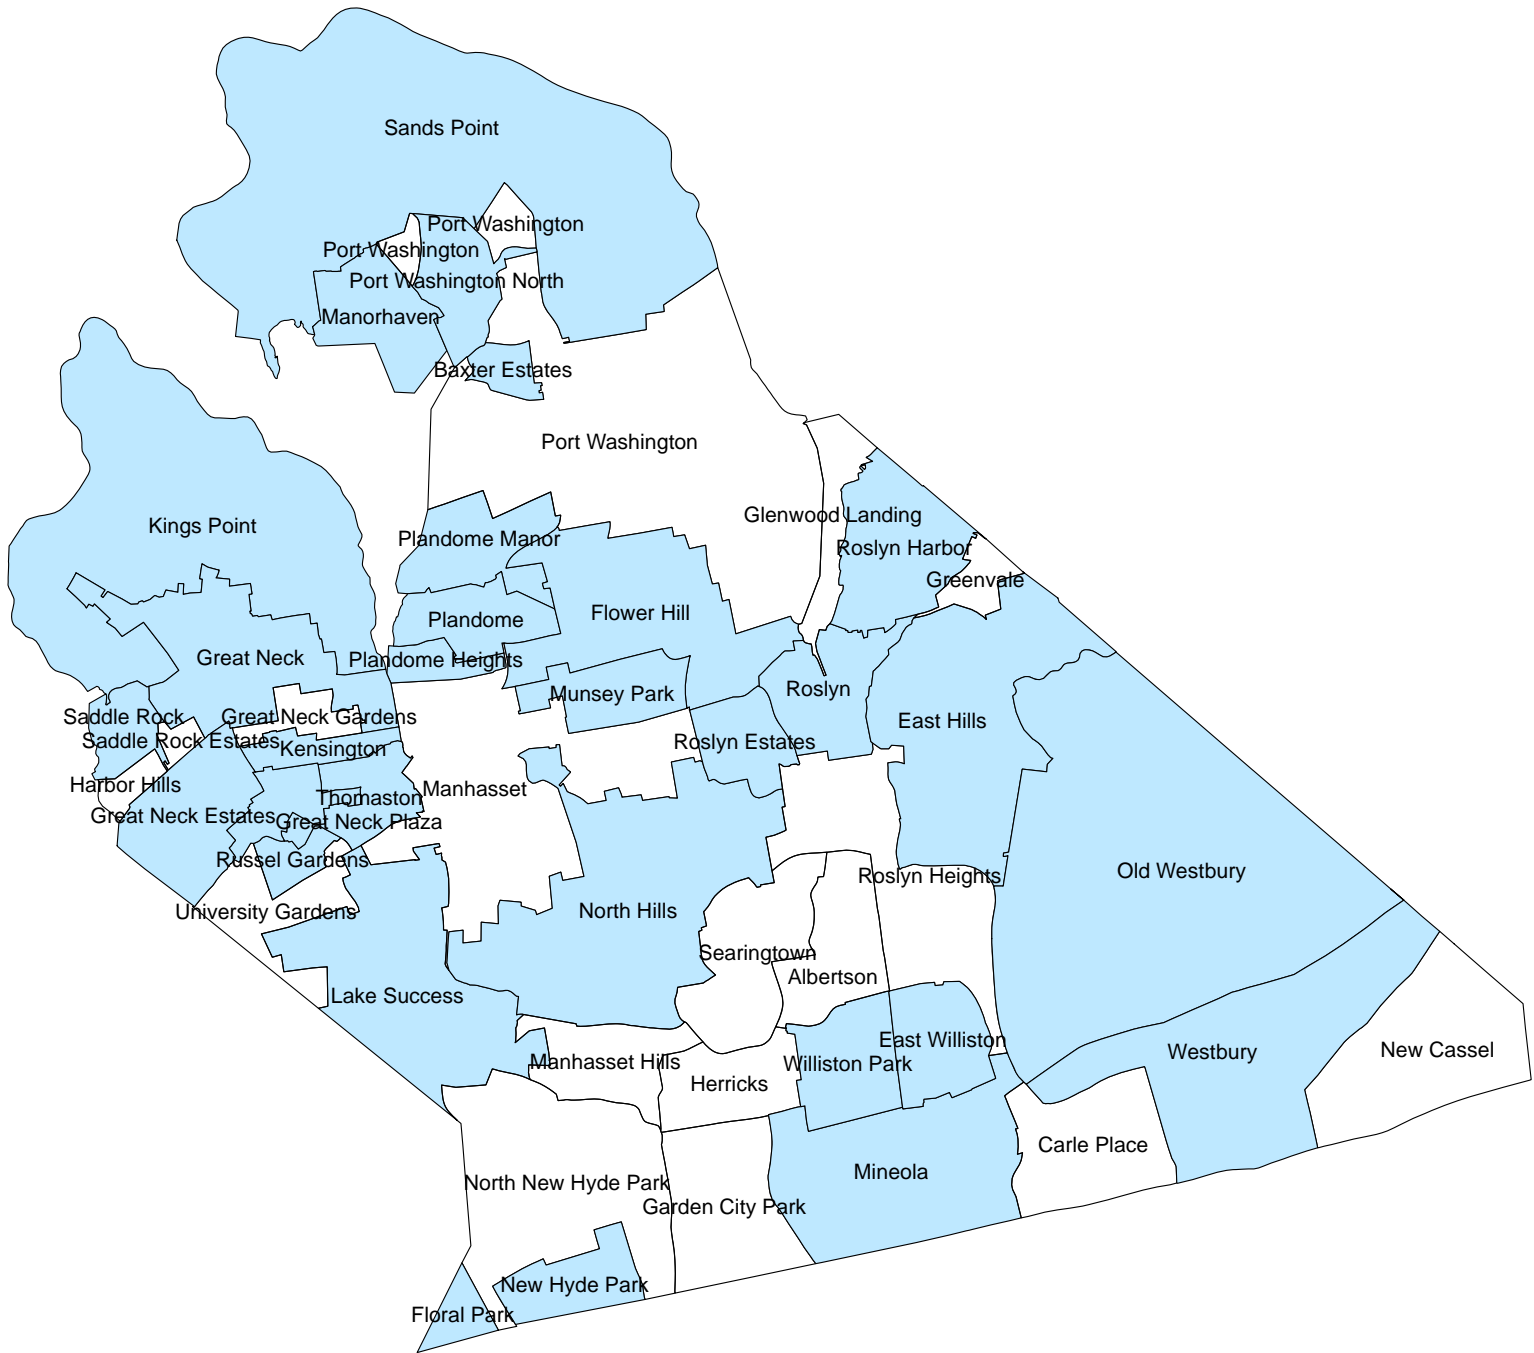 Sands Point
Port Washington
Port Washington
Port Washington North
Manorhaven
Baxter Estates
Port Washington
Glenwood Landing
Kings Point
Plandome Manor
Roslyn Harbor
Greenvale
Flower Hill
Plandome
Great Neck
Plandome Heights
Roslyn
Munsey Park
Saddle Rock
Great Neck Gardens
East Hills
Saddle Rock Estates
Roslyn Estates
Kensington
Harbor Hills
Manhasset
Thomaston
Great Neck Estates
Great Neck Plaza
Russel Gardens
Old Westbury
Roslyn Heights
University Gardens
North Hills
Searingtown
Albertson
Lake Success
East Williston
Westbury
New Cassel
Manhasset Hills
Williston Park
Herricks
Carle Place
Mineola
North New Hyde Park
Garden City Park
New Hyde Park
Floral Park